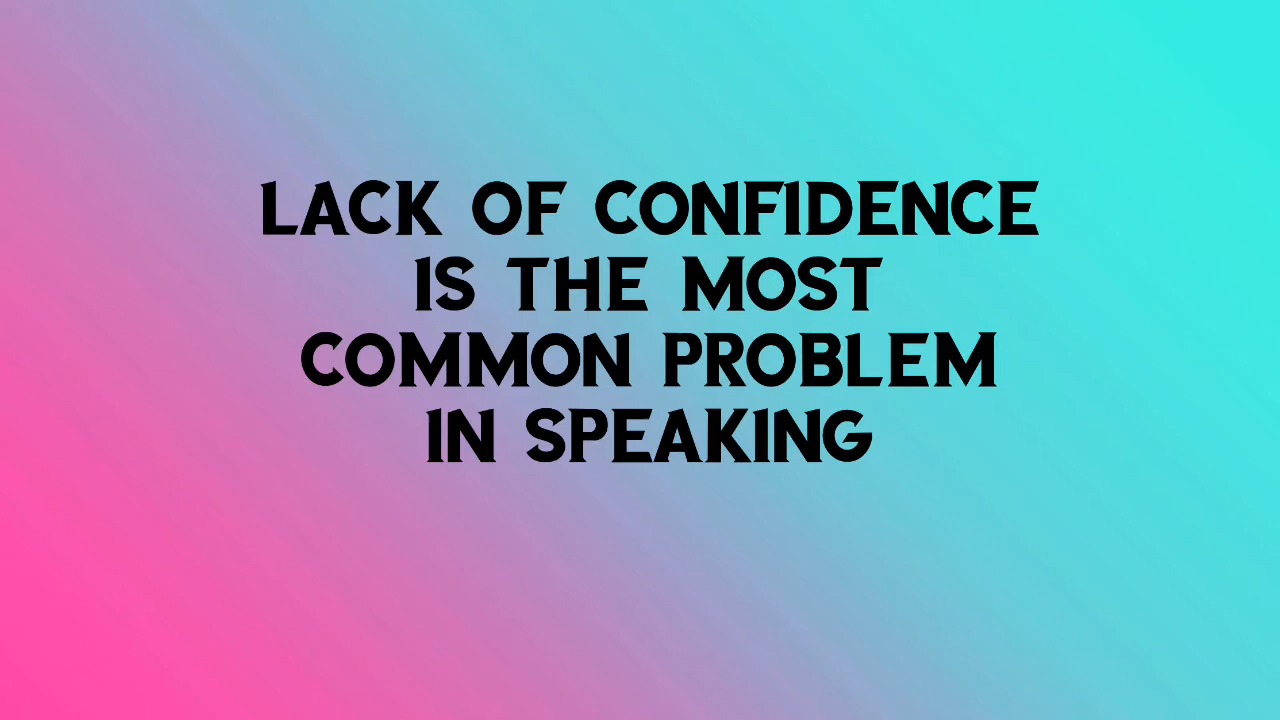 LACK OF CONFIDENCE
IS THE MOST
COMMON PROBLEM
IN SPEAKING